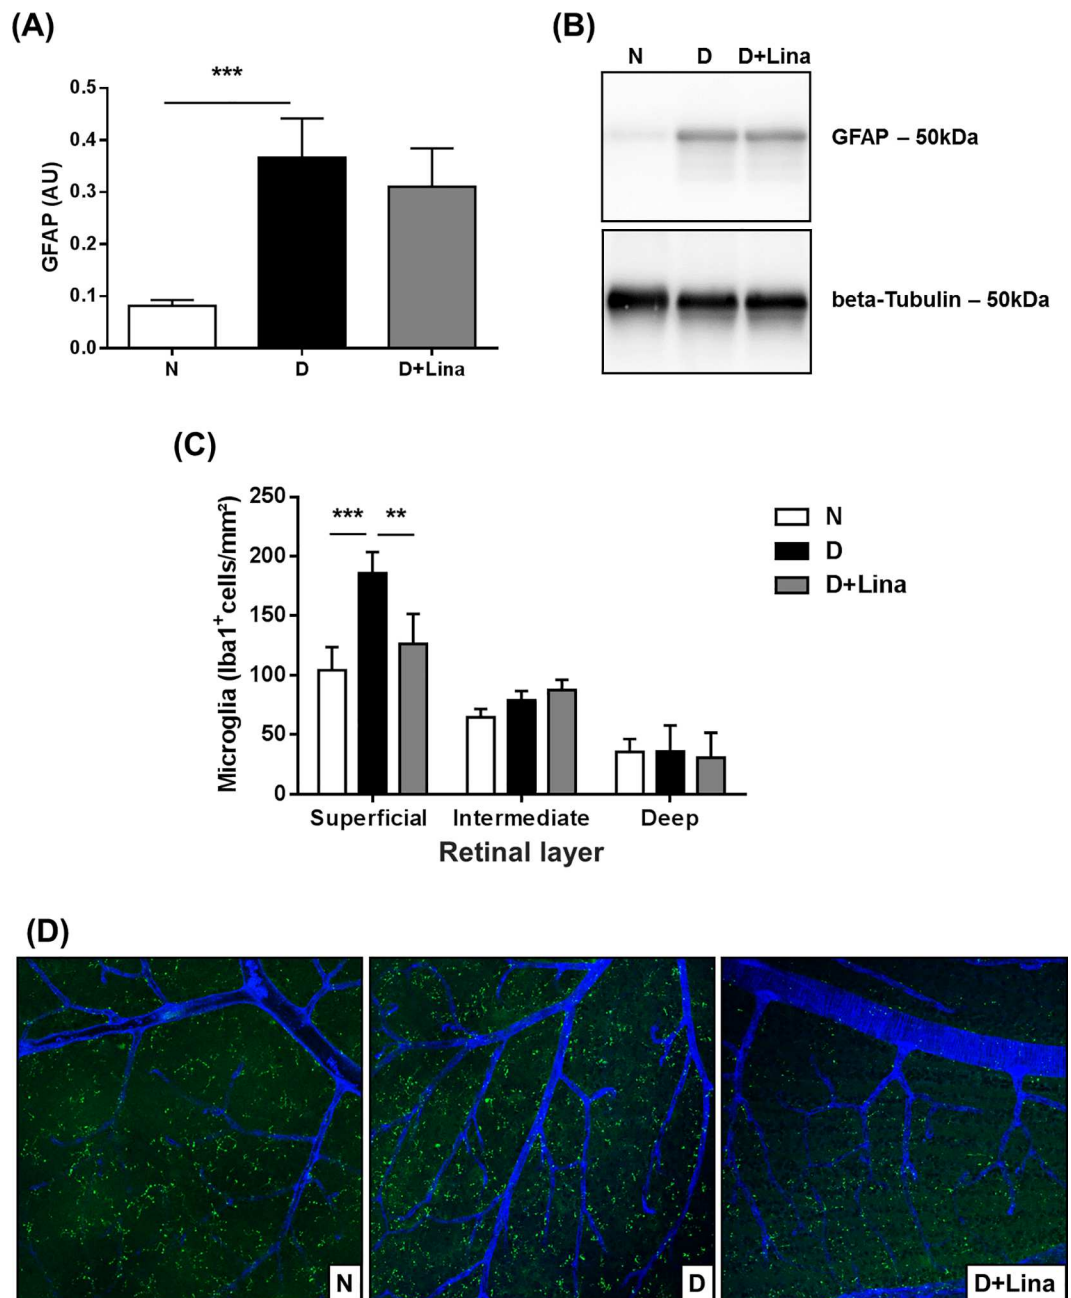 (A)
***
GFAP (AU)
0.5
0.4
0.3
0.2
0.1
0.0
N
D
D+Lina
(B)
N D D+Lina
GFAP – 50kDa
beta-Tubulin – 50kDa
(C)
Microglia (Iba1⁺cells/mm²)
250
200
150
100
50
0
*** **
Superficial Intermediate Deep
Retinal layer
N
D
D+Lina
(D)
N
D
D+Lina